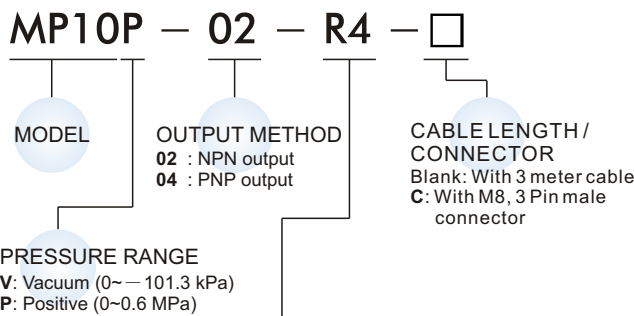 MP10P — 02 — R4 — □
MODEL
OUTPUT METHOD
02 : NPN output
04 : PNP output
CABLE LENGTH /
CONNECTOR
Blank: With 3 meter cable
C: With M8, 3 Pin male
connector
PRESSURE RANGE
V: Vacuum (0~－101.3 kPa)
P: Positive (0~0.6 MPa)